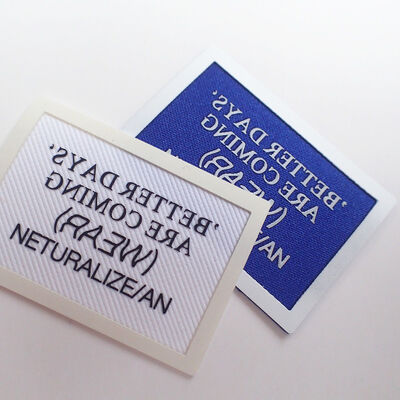 'BETTER DAYS'
ARE COMING
(WEAR)
NETURALIZE/AN
'BETTER DAYS'
ARE COMING
(WEAR)